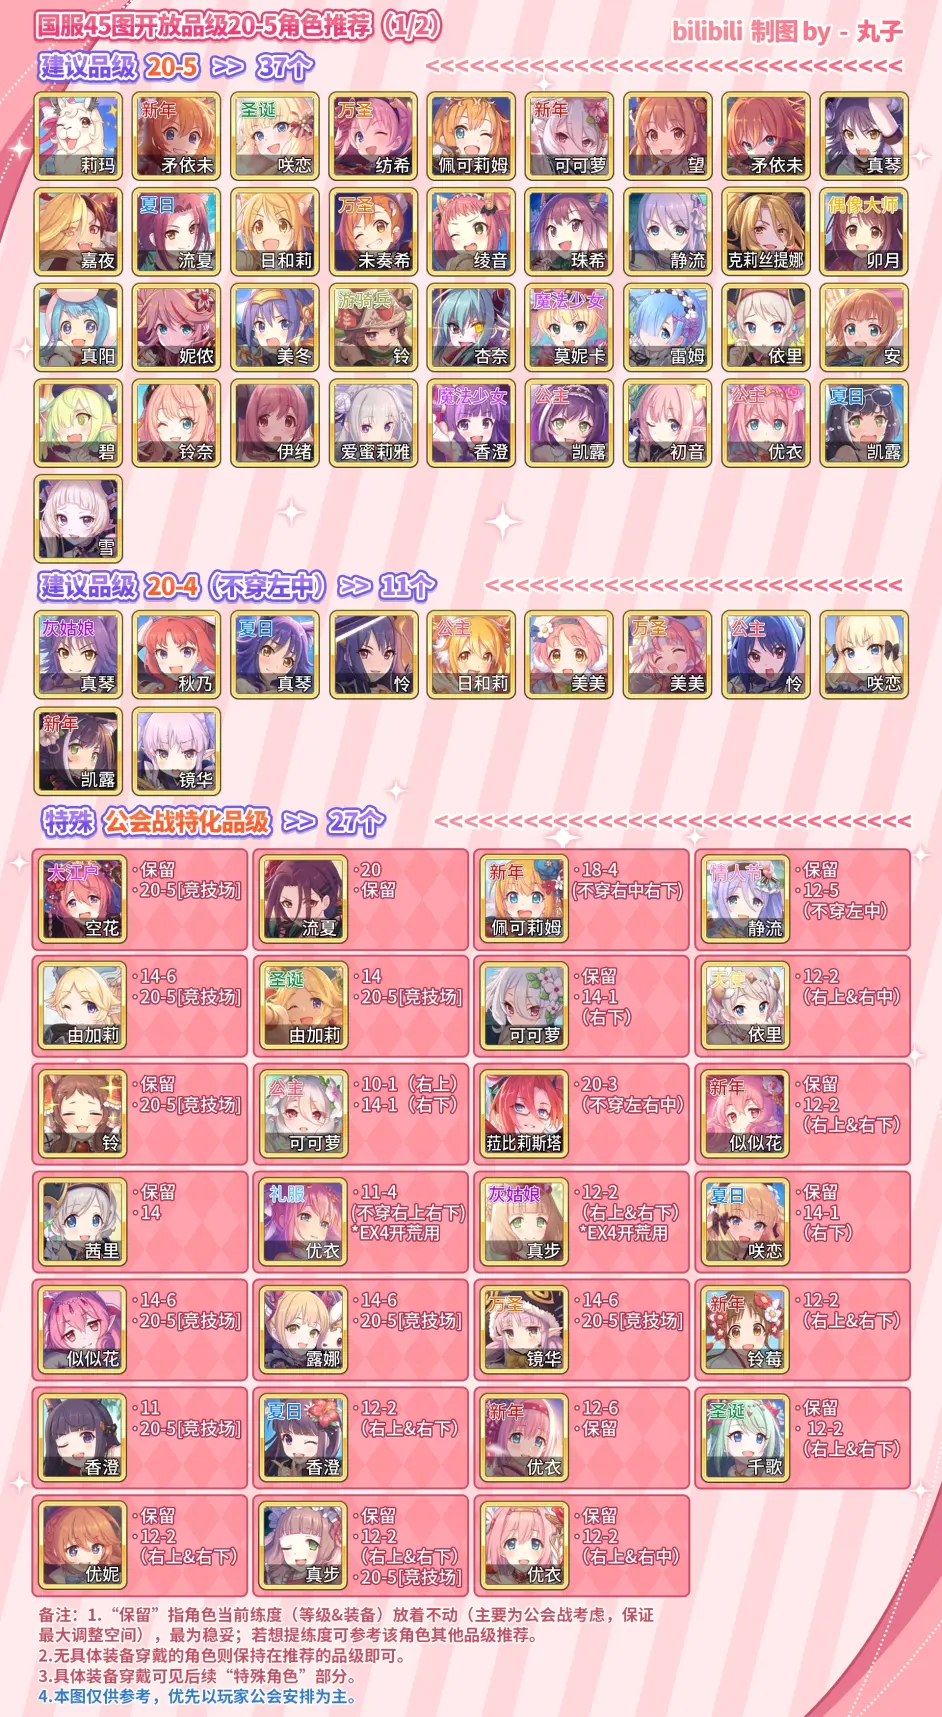 国服45图开放品级20-5角色推荐（1/2）
bilibili 制图 by - 丸子
建议品级 20-5 >> 37个
<<<<<<<<<<<<<<<<<<<<<<<<<<<<<<<<
莉玛
新年 矛依未
圣诞 咲恋
万圣 纺希
佩可莉姆
新年 可可萝
望
矛依未
真琴
嘉夜
夏日 流夏
日和莉
万圣 未奏希
绫音
珠希
静流
克莉丝提娜
偶像大师 卯月
真阳
妮侬
美冬
游骑兵 铃
杏奈
魔法少女 莫妮卡
雷姆
依里
安
碧
铃奈
伊绪
爱蜜莉雅
魔法少女 香澄
公主 凯露
初音
公主 优衣
夏日 凯露
雪
建议品级 20-4（不穿左中）>> 11个
<<<<<<<<<<<<<<<<<<<<<<<<<<<<
灰姑娘 真琴
秋乃
夏日 真琴
怜
公主 日和莉
美美
万圣 美美
公主 怜
咲恋
新年 凯露
镜华
特殊 公会战特化品级 >> 27个
<<<<<<<<<<<<<<<<<<<<<<<<<<<<<<<<
大江户 空花
·保留
·20-5[竞技场]
流夏
·20
·保留
新年 佩可莉姆
·18-4
(不穿右中右下)
情人节 静流
·保留
·12-5
（不穿左中）
由加莉
·14-6
·20-5[竞技场]
圣诞 由加莉
·14
·20-5[竞技场]
可可萝
·保留
·14-1
（右下）
天使 依里
·12-2
（右上&右中）
铃
·保留
·20-5[竞技场]
公主 可可萝
·10-1（右上）
·14-1（右下）
菈比莉斯塔
·20-3
（不穿左右中）
新年 似似花
·保留
·12-2
（右上&右下）
茜里
·保留
·14
礼服 优衣
·11-4
(不穿右上右下)
*EX4开荒用
灰姑娘 真步
·12-2
（右上&右下）
*EX4开荒用
夏日 咲恋
·保留
·14-1
（右下）
似似花
·14-6
·20-5[竞技场]
露娜
·14-6
·20-5[竞技场]
万圣 镜华
·14-6
·20-5[竞技场]
新年 铃莓
·12-2
（右上&右下）
香澄
·11
·20-5[竞技场]
夏日 香澄
·12-2
（右上&右下）
新年 优衣
·12-6
·保留
圣诞 千歌
·保留
·12-2
（右上&右下）
优妮
·保留
·12-2
（右上&右下）
真步
·保留
·12-2
（右上&右下）
·20-5[竞技场]
优衣
·保留
·12-2
（右上&右中）
备注：1.“保留”指角色当前练度（等级&装备）放着不动（主要为公会战考虑，保证
最大调整空间），最为稳妥；若想提练度可参考该角色其他品级推荐。
2.无具体装备穿戴的角色则保持在推荐的品级即可。
3.具体装备穿戴可见后续“特殊角色”部分。
4.本图仅供参考，优先以玩家公会安排为主。